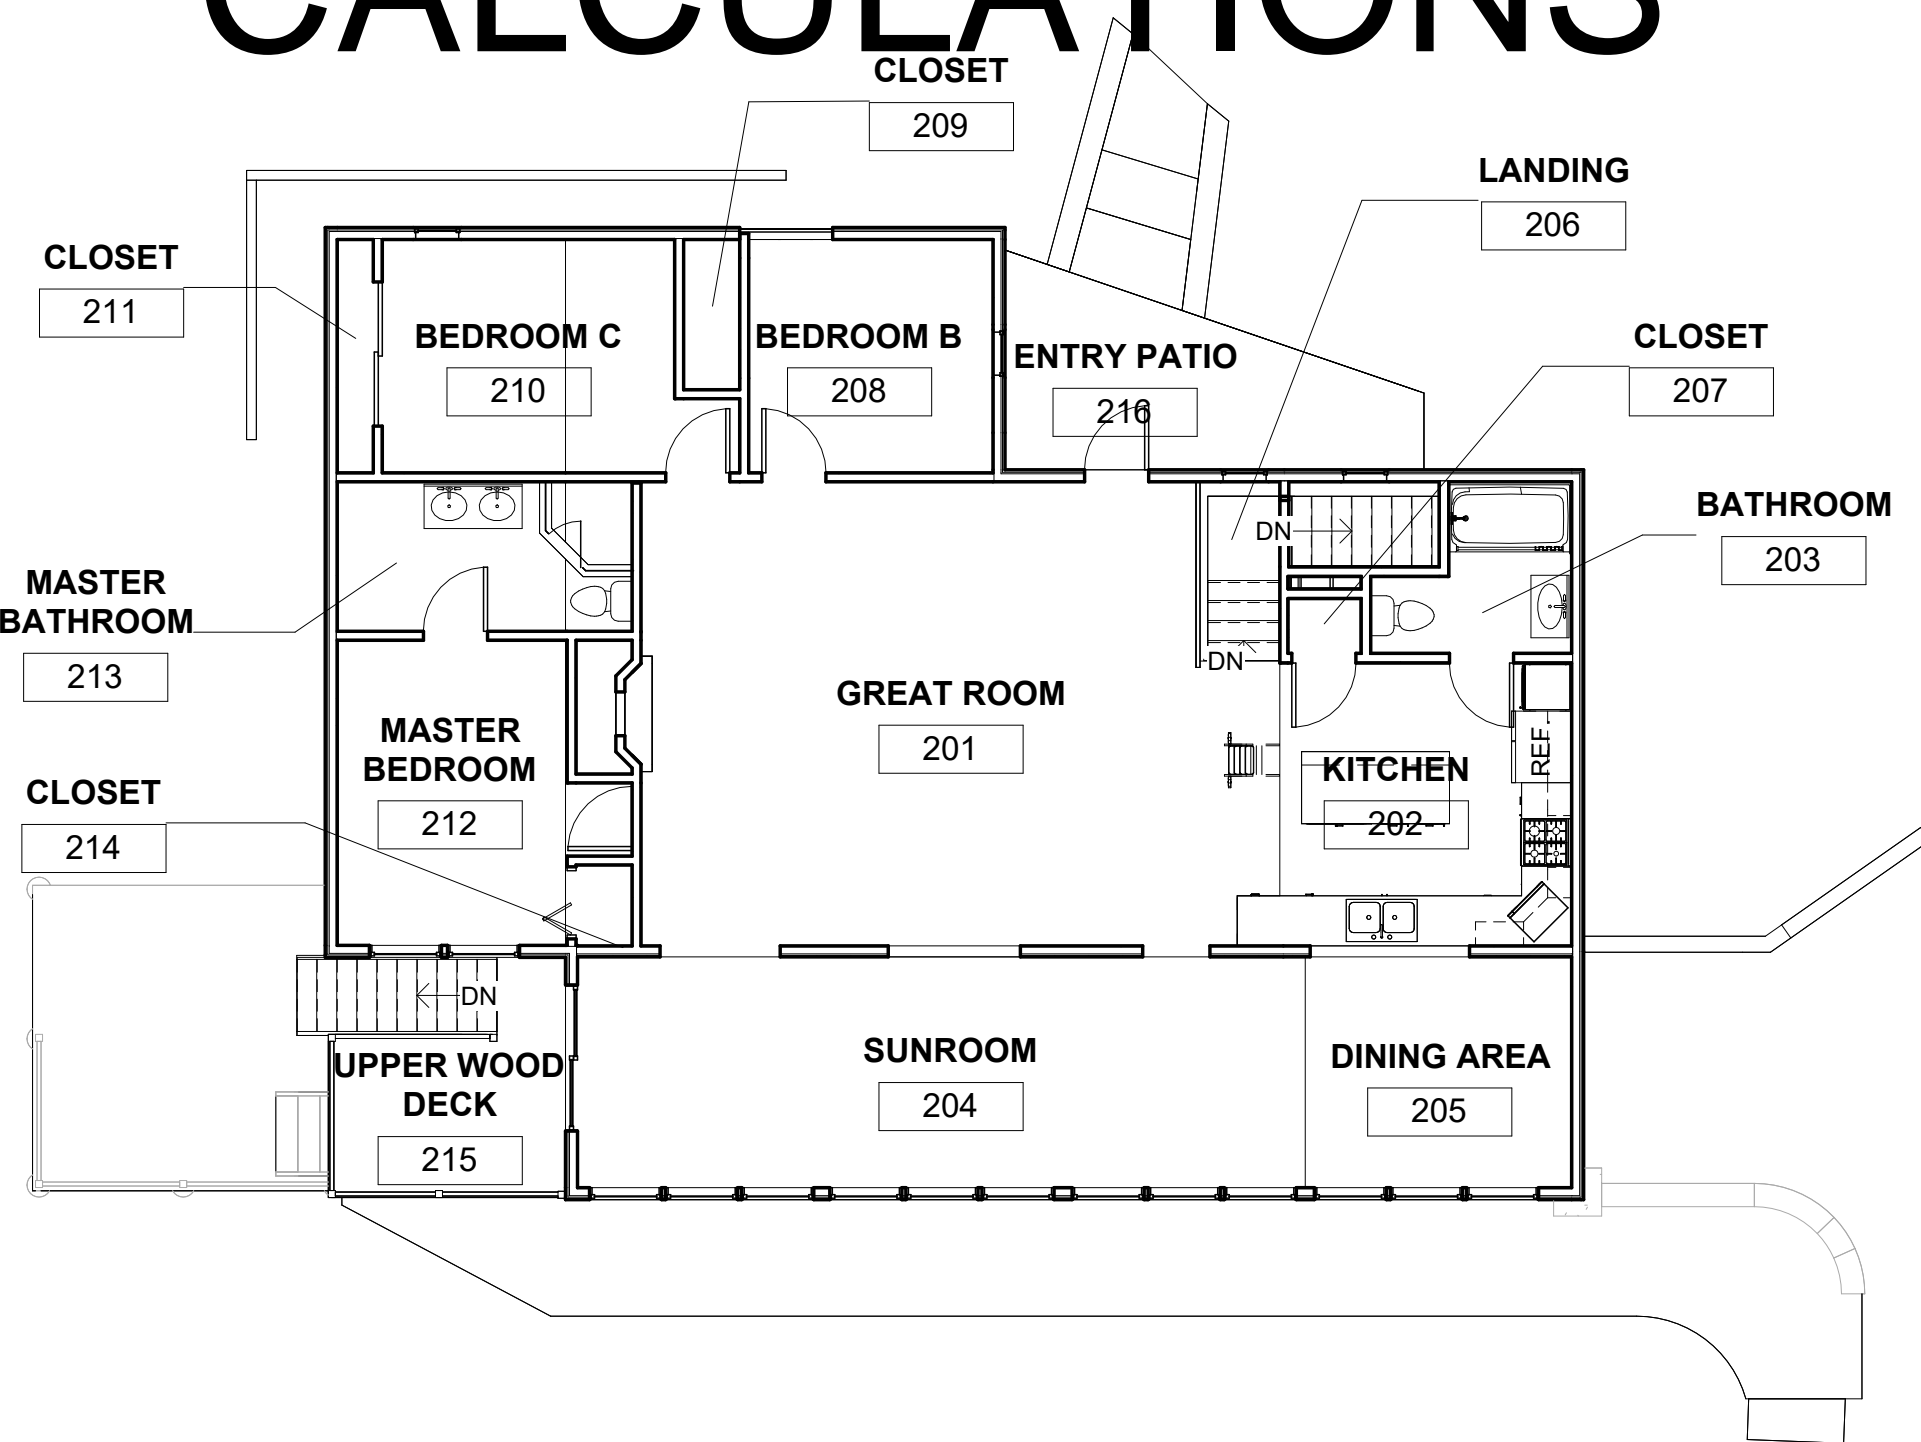 CALCULATIONS
CLOSET
209
LANDING
206
CLOSET
211
BEDROOM C
210
BEDROOM B
208
ENTRY PATIO
216
CLOSET
207
BATHROOM
203
DN
MASTER
BATHROOM
213
DN
GREAT ROOM
201
MASTER
BEDROOM
212
KITCHEN
202
REF.
CLOSET
214
DN
UPPER WOOD
DECK
215
SUNROOM
204
DINING AREA
205